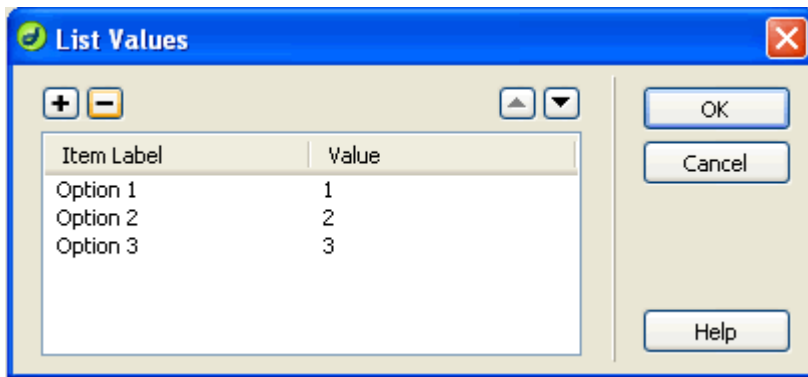 List Values
OK
Item Label Value
Cancel
Option 1 1
Option 2 2
Option 3 3
Help